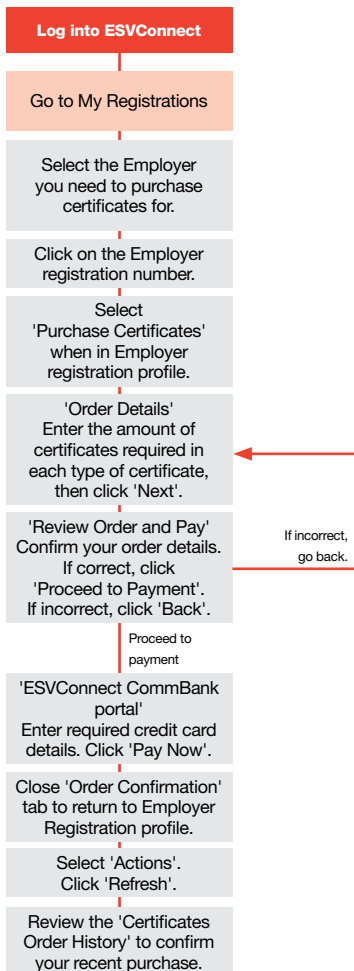 Log into ESVConnect
Go to My Registrations
Select the Employer
you need to purchase
certificates for.
Click on the Employer
registration number.
Select
'Purchase Certificates'
when in Employer
registration profile.
'Order Details'
Enter the amount of
certificates required in
each type of certificate,
then click 'Next'.
'Review Order and Pay'
Confirm your order details.
If correct, click
'Proceed to Payment'.
If incorrect, click 'Back'.
If incorrect,
go back.
Proceed to
payment
'ESVConnect CommBank
portal'
Enter required credit card
details. Click 'Pay Now'.
Close 'Order Confirmation'
tab to return to Employer
Registration profile.
Select 'Actions'.
Click 'Refresh'.
Review the 'Certificates
Order History' to confirm
your recent purchase.